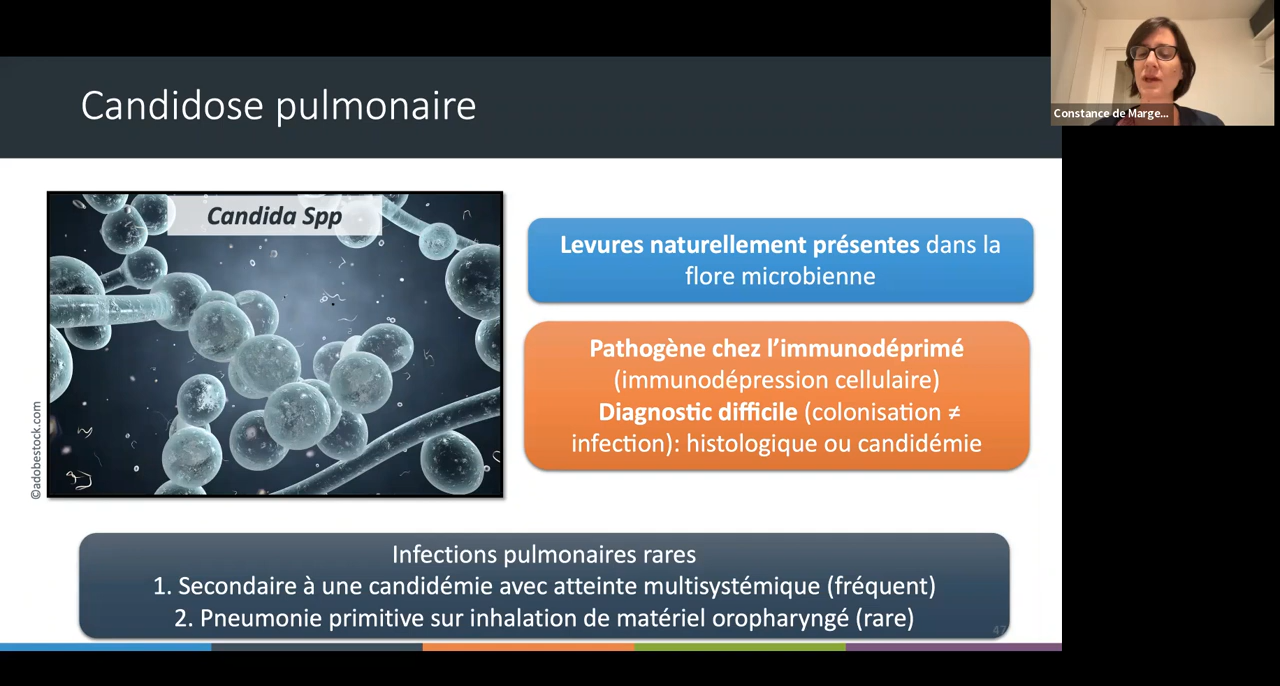 Candidose pulmonaire
Constance de Marge...
Candida Spp
©adobestock.com
Levures naturellement présentes dans la
flore microbienne
Pathogène chez l’immunodéprimé
(immunodépression cellulaire)
Diagnostic difficile (colonisation ≠
infection): histologique ou candidémie
Infections pulmonaires rares
1. Secondaire à une candidémie avec atteinte multisystémique (fréquent)
2. Pneumonie primitive sur inhalation de matériel oropharyngé (rare)